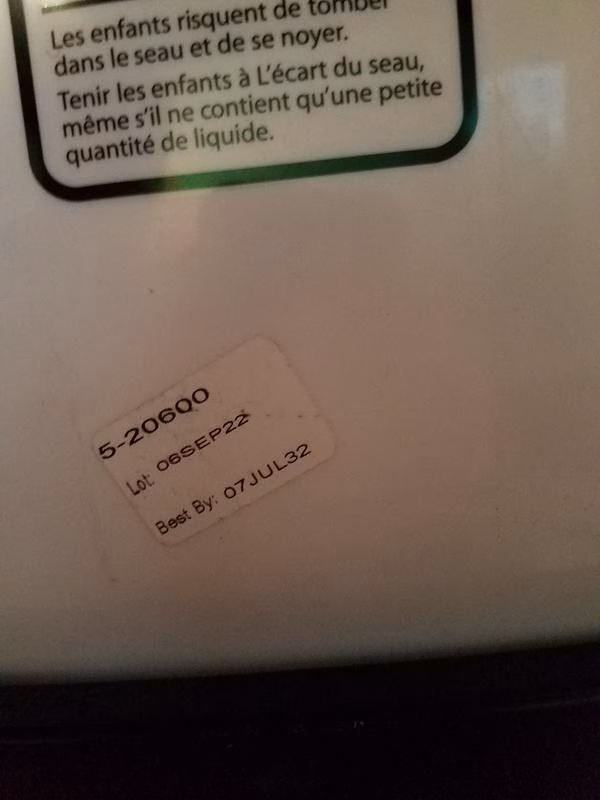 Les enfants risquent de tomber
dans le seau et de se noyer.
Tenir les enfants à L'écart du seau,
même s'il ne contient qu'une petite
quantité de liquide.
5-20600
Lot: 06SEP22
Best By: 07JUL32